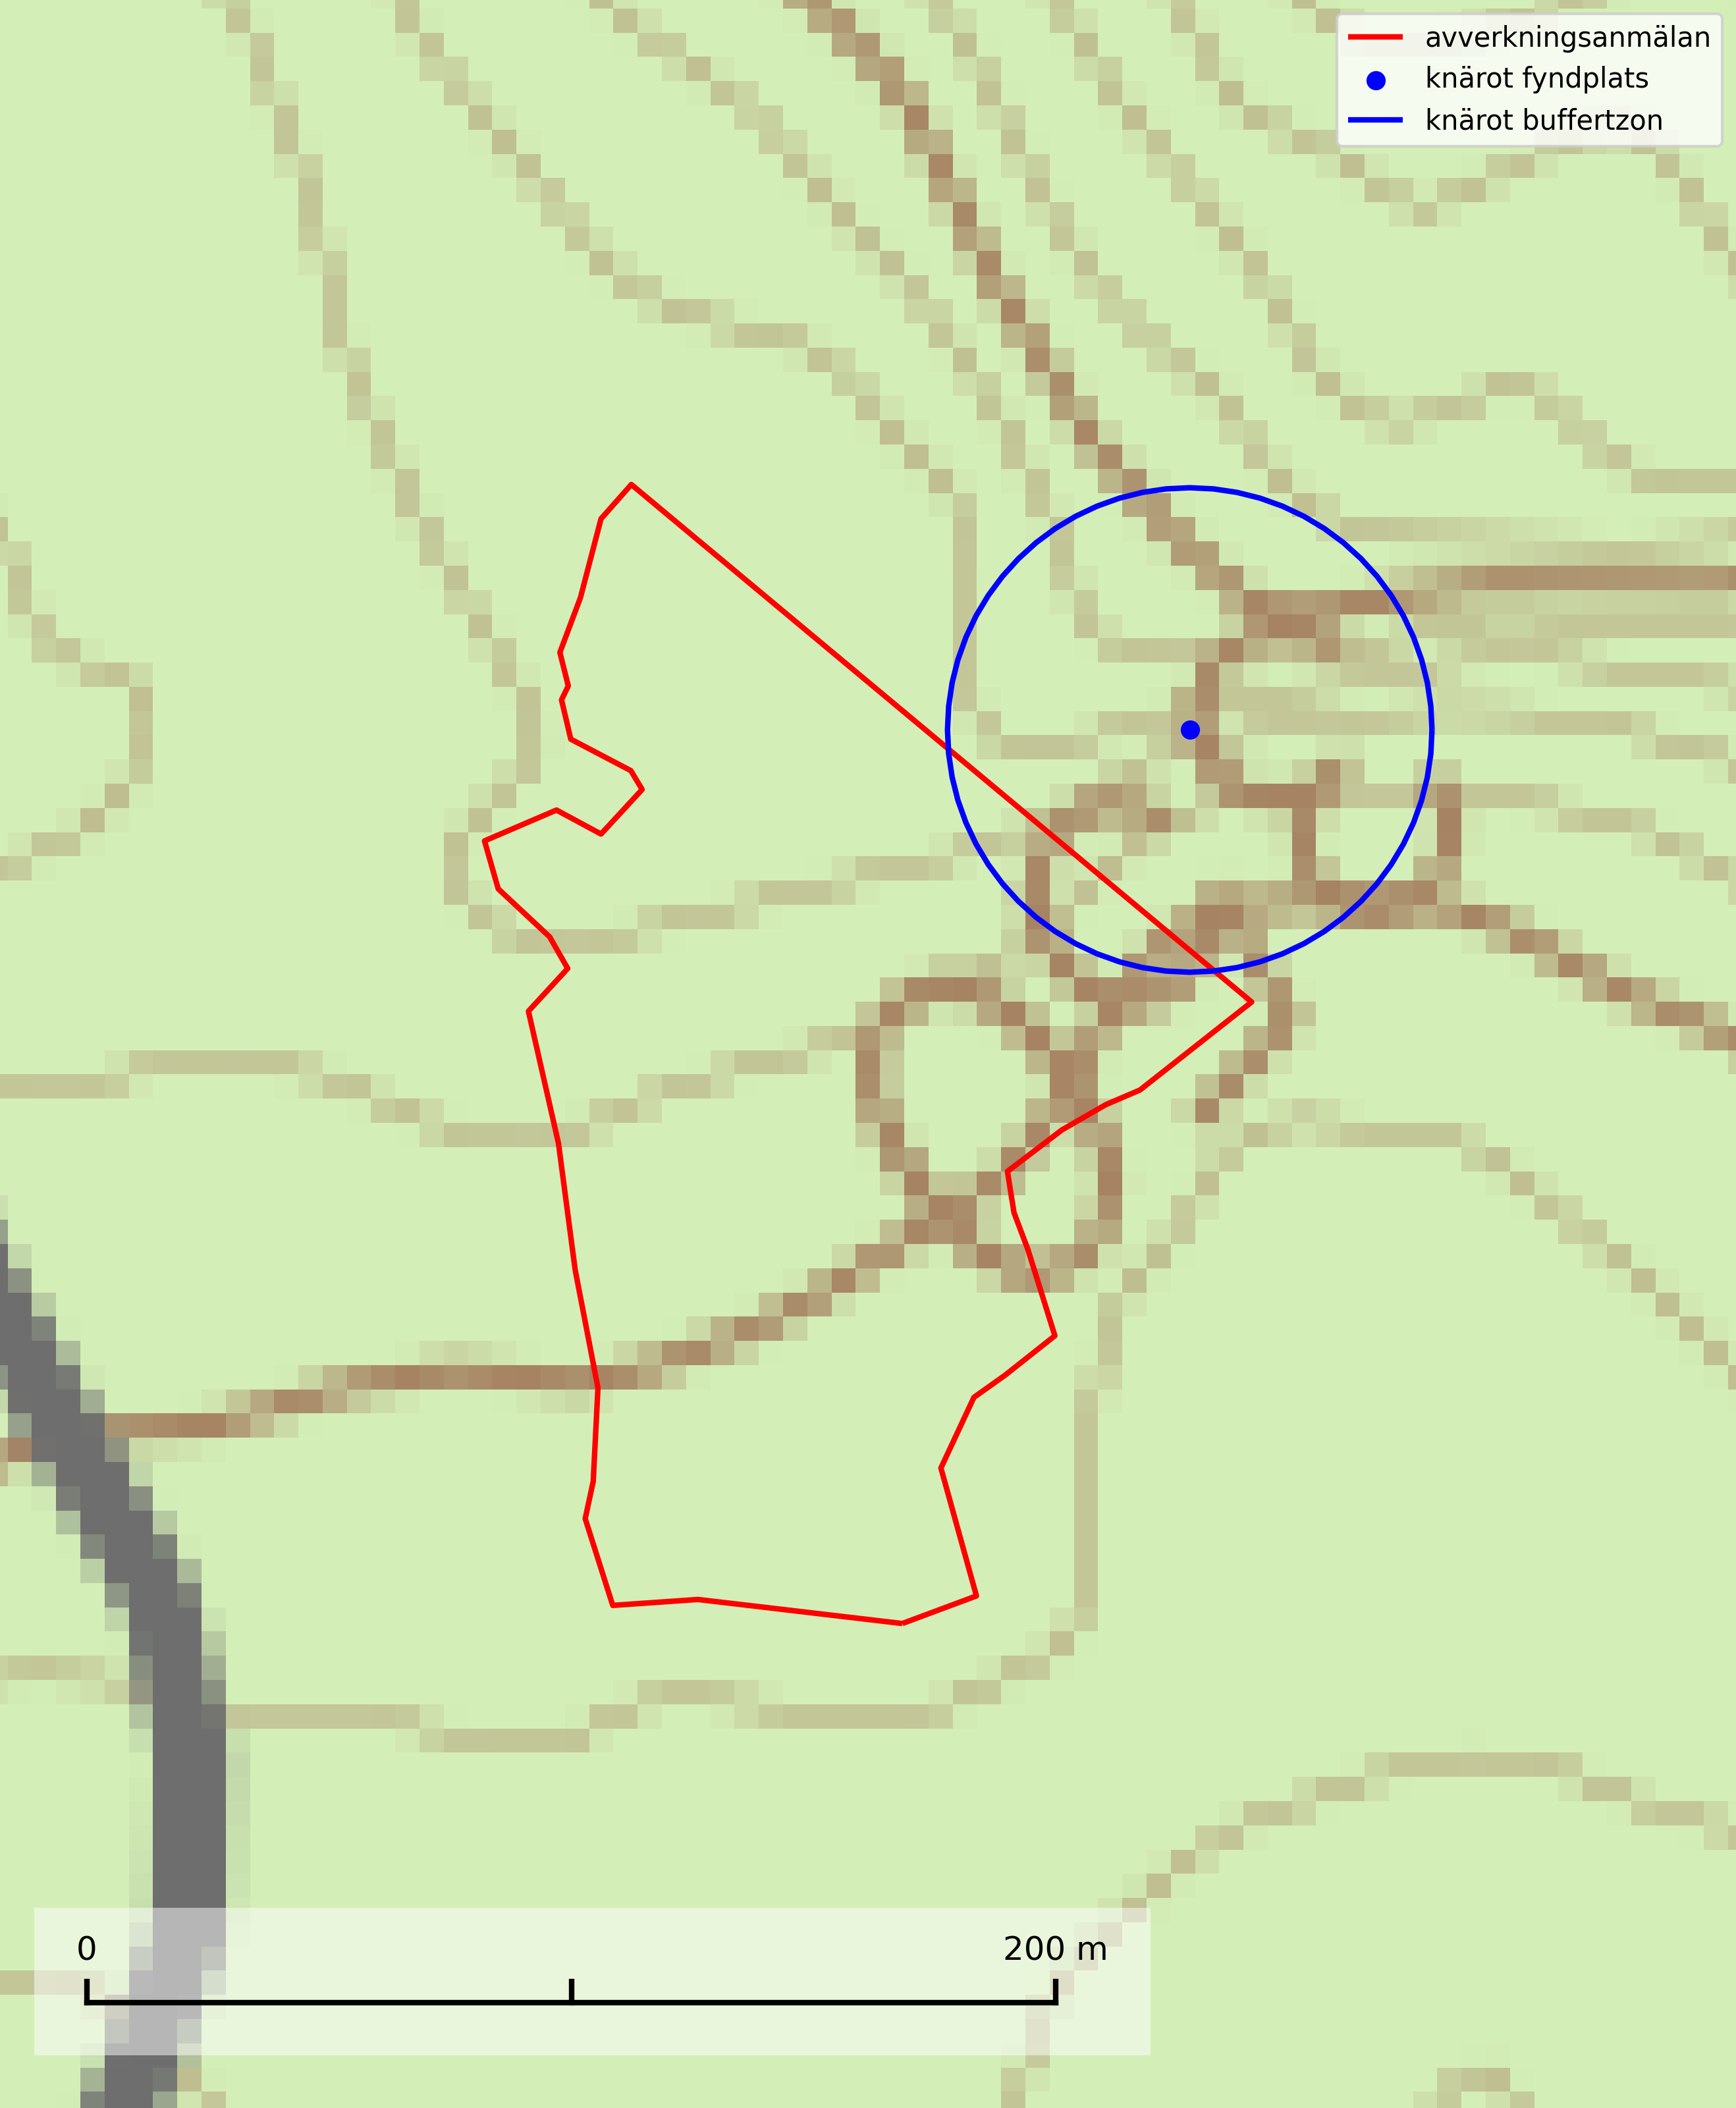 avverkningsanmälan
knärot fyndplats
knärot buffertzon
0 200 m